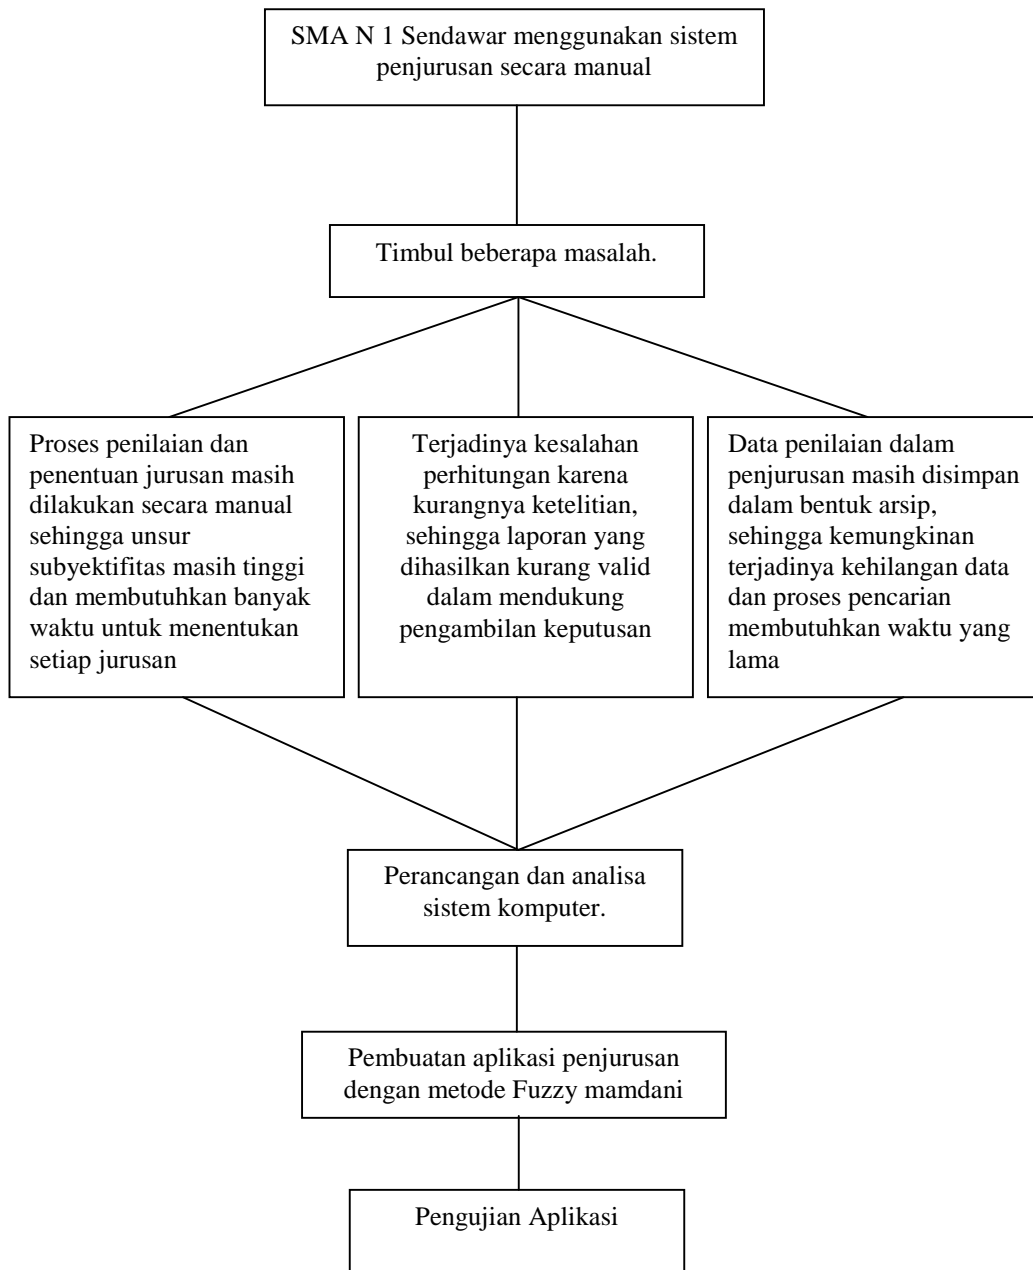 SMA N 1 Sendawar menggunakan sistem
penjurusan secara manual
Timbul beberapa masalah.
Proses penilaian dan
penentuan jurusan masih
dilakukan secara manual
sehingga unsur
subyektifitas masih tinggi
dan membutuhkan banyak
waktu untuk menentukan
setiap jurusan
Terjadinya kesalahan
perhitungan karena
kurangnya ketelitian,
sehingga laporan yang
dihasilkan kurang valid
dalam mendukung
pengambilan keputusan
Data penilaian dalam
penjurusan masih disimpan
dalam bentuk arsip,
sehingga kemungkinan
terjadinya kehilangan data
dan proses pencarian
membutuhkan waktu yang
lama
Perancangan dan analisa
sistem komputer.
Pembuatan aplikasi penjurusan
dengan metode Fuzzy mamdani
Pengujian Aplikasi